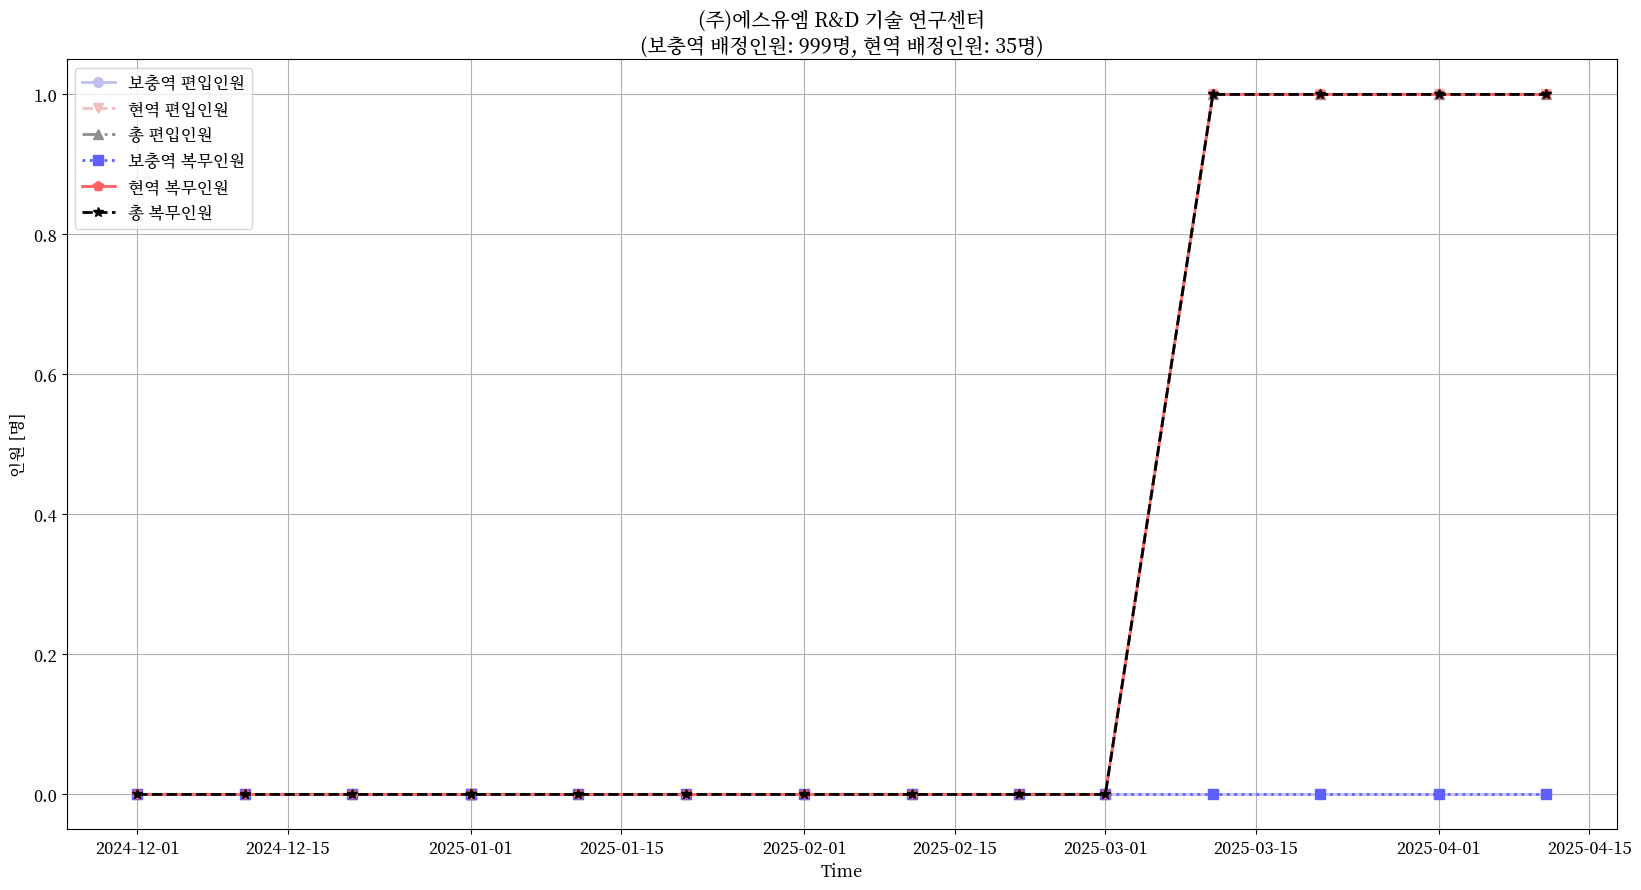 (주)에스유엠 R&D 기술 연구센터
(보충역 배정인원: 999명, 현역 배정인원: 35명)
보충역 편입인원
현역 편입인원
총 편입인원
보충역 복무인원
현역 복무인원
총 복무인원
인원 [명]
1.0
0.8
0.6
0.4
0.2
0.0
2024-12-01
2024-12-15
2025-01-01
2025-01-15
2025-02-01
2025-02-15
2025-03-01
2025-03-15
2025-04-01
2025-04-15
Time